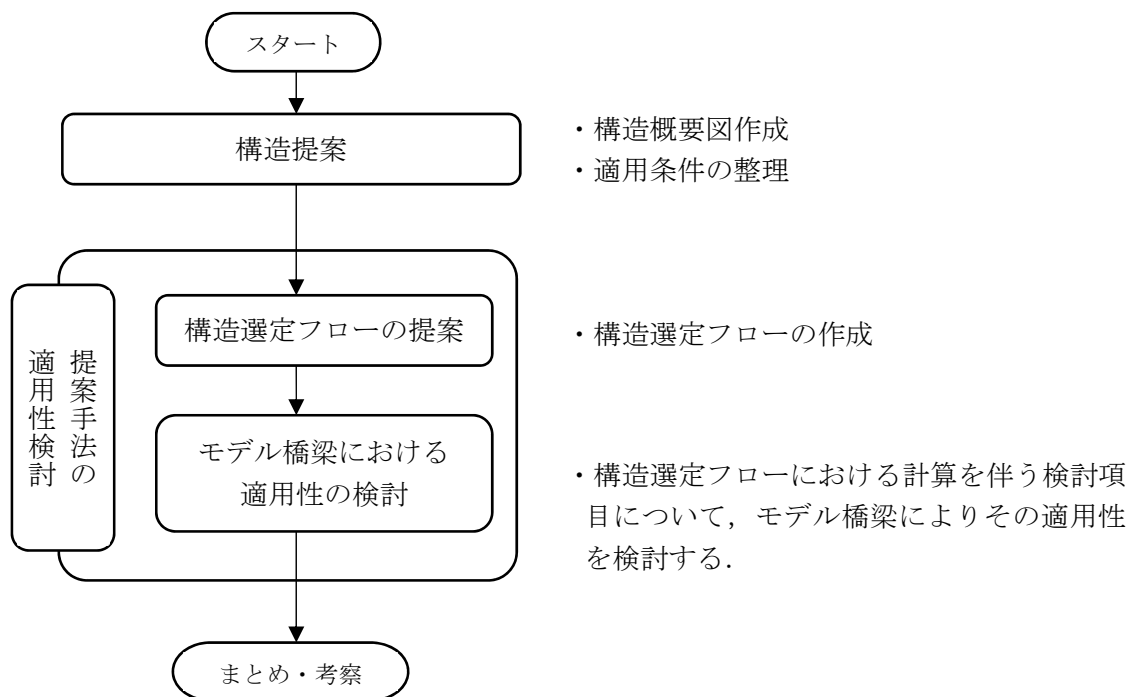 スタート
構造提案
・構造概要図作成
・適用条件の整理
提案手法の
適用性検討
構造選定フローの提案
・構造選定フローの作成
モデル橋梁における
適用性の検討
・構造選定フローにおける計算を伴う検討項
目について，モデル橋梁によりその適用性
を検討する．
まとめ・考察